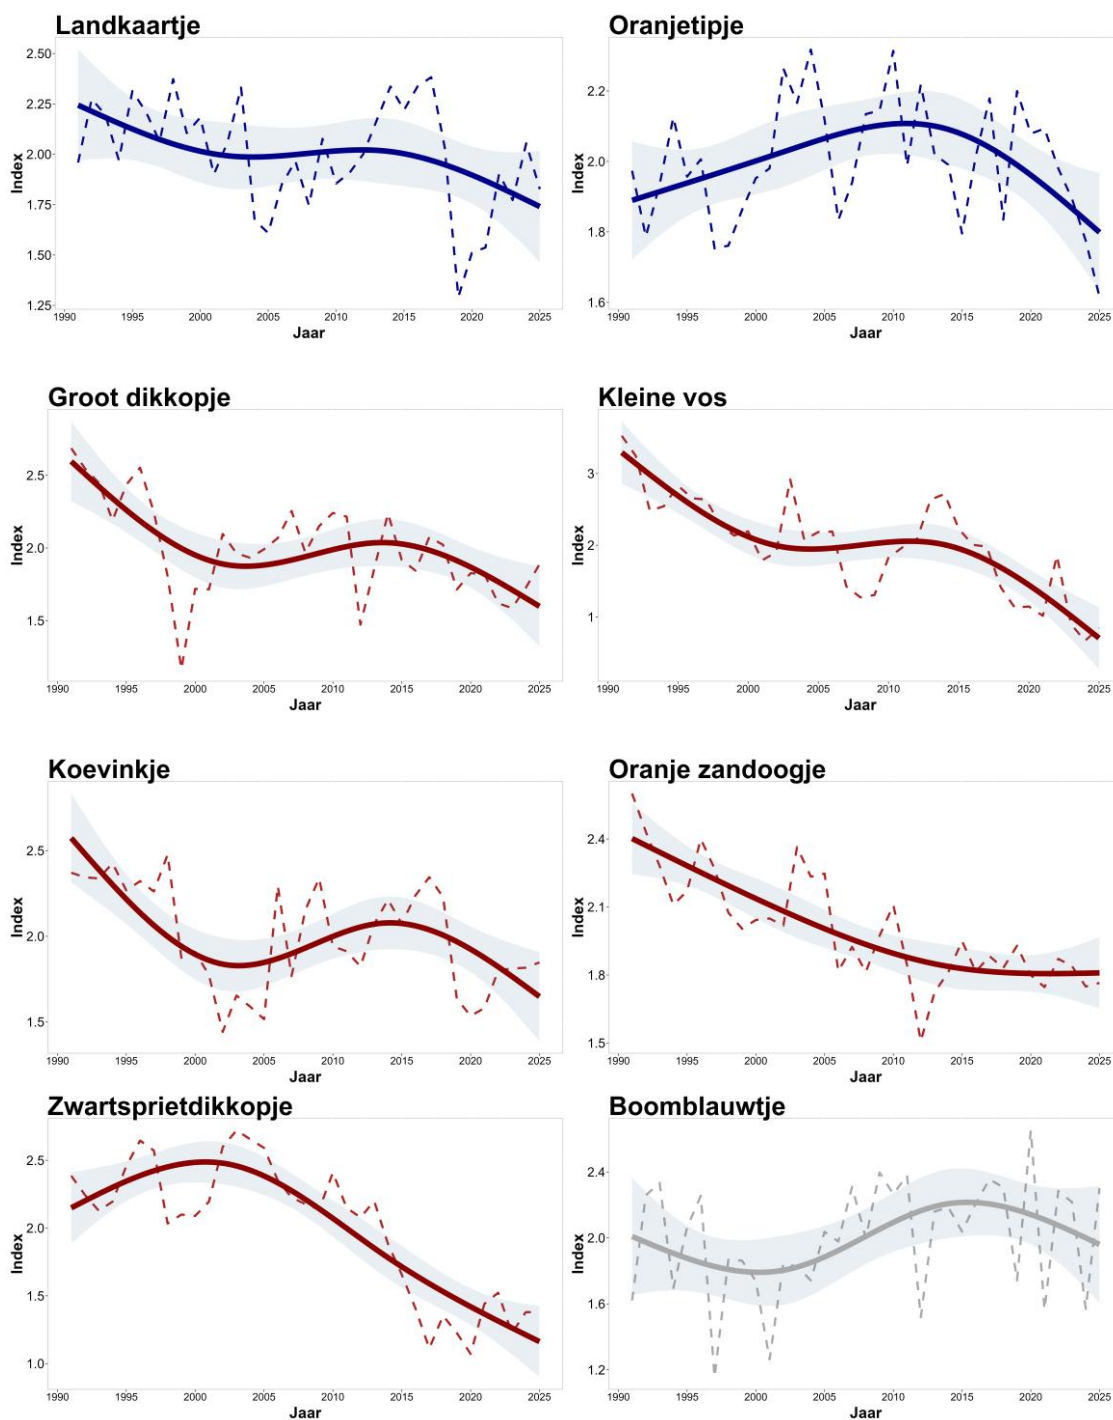 Landkaartje
2.50
2.25
2.00
1.75
1.50
1.25
Index
1990 1995 2000 2005 2010 2015 2020 2025
Jaar
Oranjetipje
2.2
2.0
1.8
1.6
Index
1990 1995 2000 2005 2010 2015 2020 2025
Jaar
Groot dikkopje
2.5
2.0
1.5
Index
1990 1995 2000 2005 2010 2015 2020 2025
Jaar
Kleine vos
3
2
1
Index
1990 1995 2000 2005 2010 2015 2020 2025
Jaar
Koevinkje
2.5
2.0
1.5
Index
1990 1995 2000 2005 2010 2015 2020 2025
Jaar
Oranje zandoogje
2.4
2.1
1.8
1.5
Index
1990 1995 2000 2005 2010 2015 2020 2025
Jaar
Zwartsprietdikkopje
2.5
2.0
1.5
1.0
Index
1990 1995 2000 2005 2010 2015 2020 2025
Jaar
Boomblauwtje
2.4
2.0
1.6
1.2
Index
1990 1995 2000 2005 2010 2015 2020 2025
Jaar